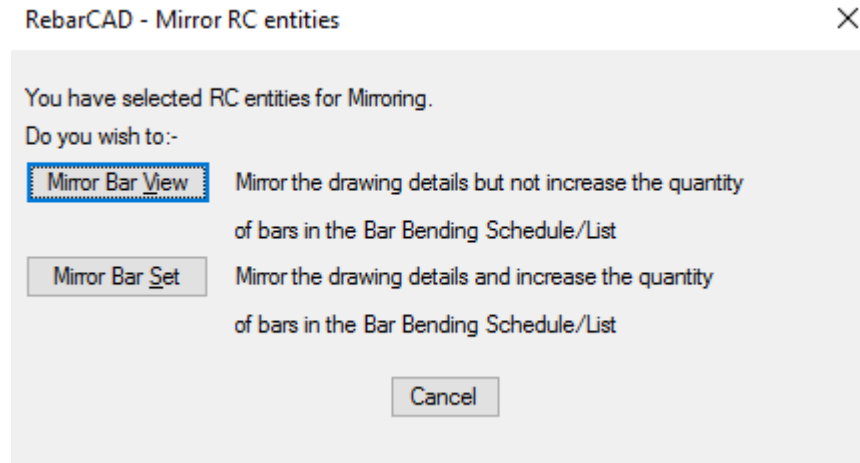 RebarCAD - Mirror RC entities
You have selected RC entities for Mirroring.
Do you wish to:-
Mirror Bar View Mirror the drawing details but not increase the quantity
of bars in the Bar Bending Schedule/List
Mirror Bar Set Mirror the drawing details and increase the quantity
of bars in the Bar Bending Schedule/List
Cancel